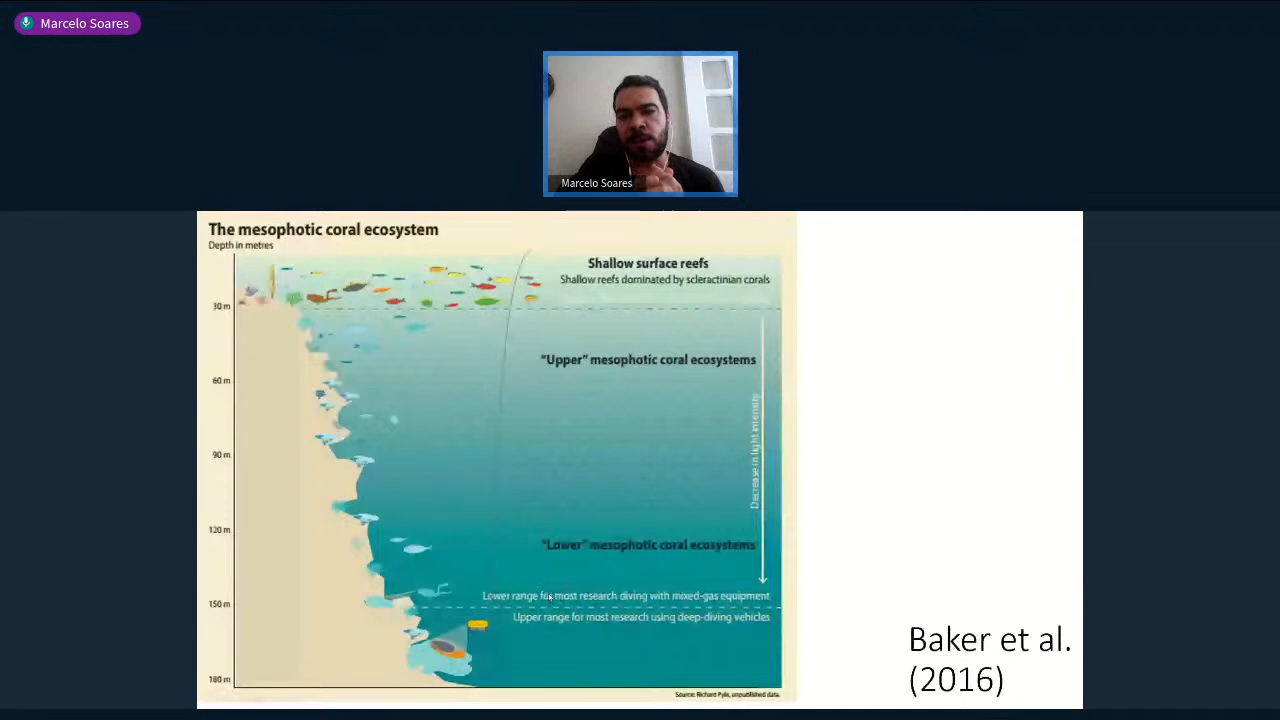 Marcelo Soares
Marcelo Soares
The mesophotic coral ecosystem
Depth in metres
Shallow surface reefs
Shallow reefs dominated by scleractinian corals
30 m
"Upper" mesophotic coral ecosystems
60 m
Decrease in light intensity
90 m
120 m
"Lower" mesophotic coral ecosystems
Lower range for most research diving with mixed-gas equipment
150 m
Upper range for most research using deep-diving vehicles
180 m
Source: Richard Pyle, unpublished data.
Baker et al.
(2016)